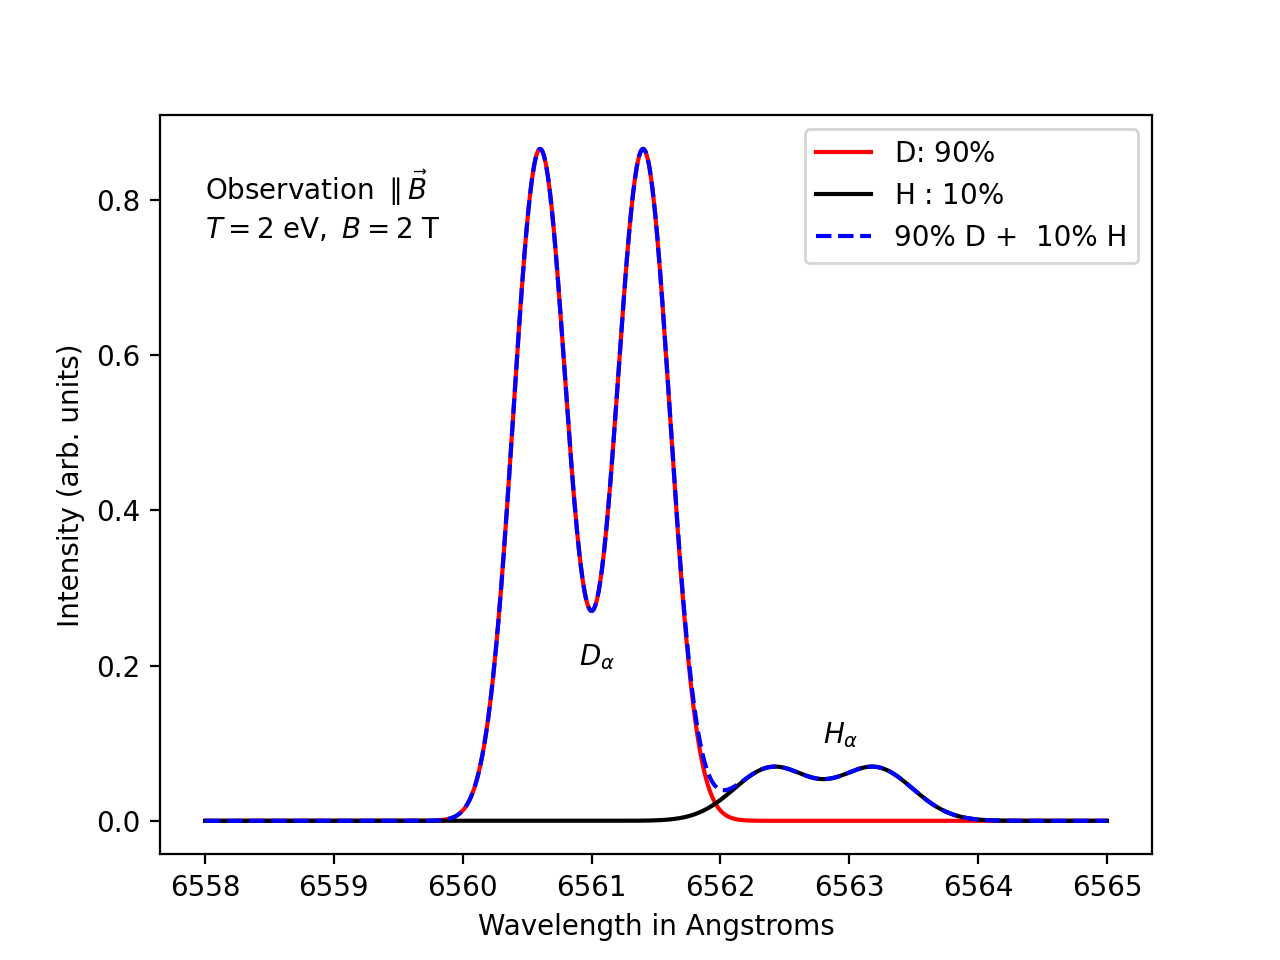 Observation ∥ B⃗
T = 2 eV, B = 2 T
D: 90%
H : 10%
90% D + 10% H
Intensity (arb. units)
0.8
0.6
0.4
0.2
0.0
Dα
Hα
6558 6559 6560 6561 6562 6563 6564 6565
Wavelength in Angstroms